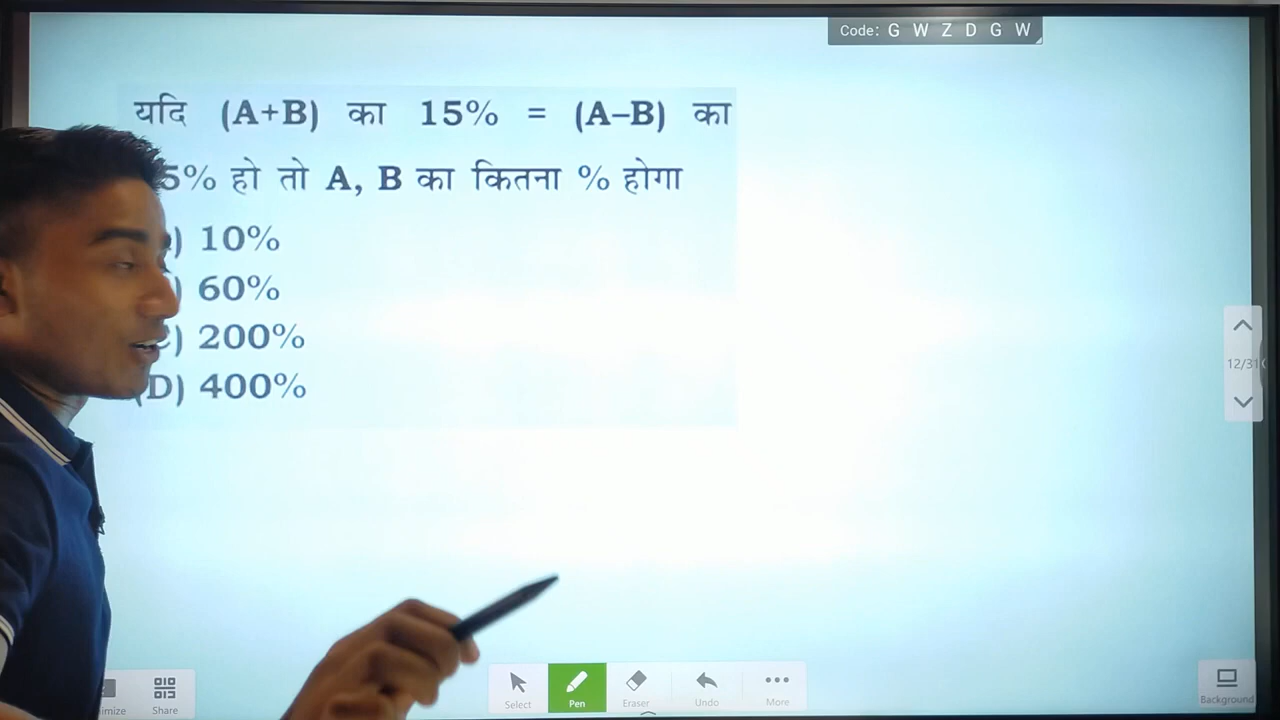 Code: G W Z D G W
यदि (A+B) का 15% = (A–B) का
5% हो तो A, B का कितना % होगा
) 10%
) 60%
) 200%
(D) 400%
12/31
Select
Pen
Eraser
Undo
More
Share
Background